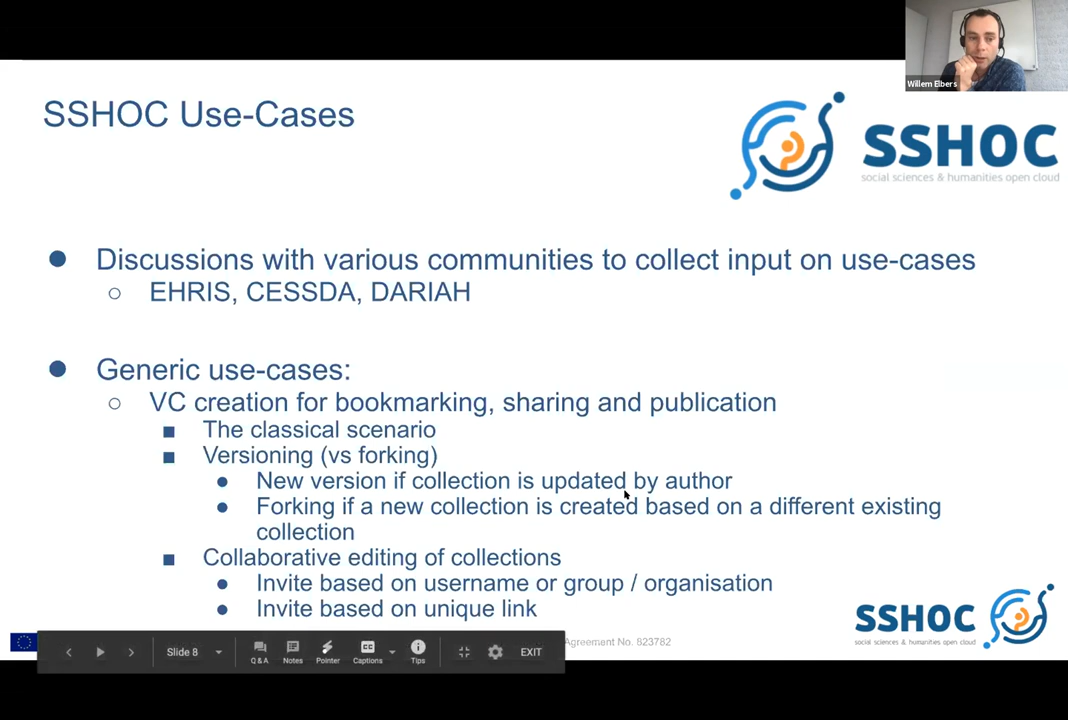 Willem Elbers
SSHOC Use-Cases
SSHOC
social sciences & humanities open cloud
Discussions with various communities to collect input on use-cases
EHRIS, CESSDA, DARIAH
Generic use-cases:
VC creation for bookmarking, sharing and publication
The classical scenario
Versioning (vs forking)
New version if collection is updated by author
Forking if a new collection is created based on a different existing
collection
Collaborative editing of collections
Invite based on username or group / organisation
Invite based on unique link
SSHOC
social sciences & humanities open cloud
Agreement No. 823782
Slide 8
Q & A
Notes
Pointer
Captions
Tips
EXIT